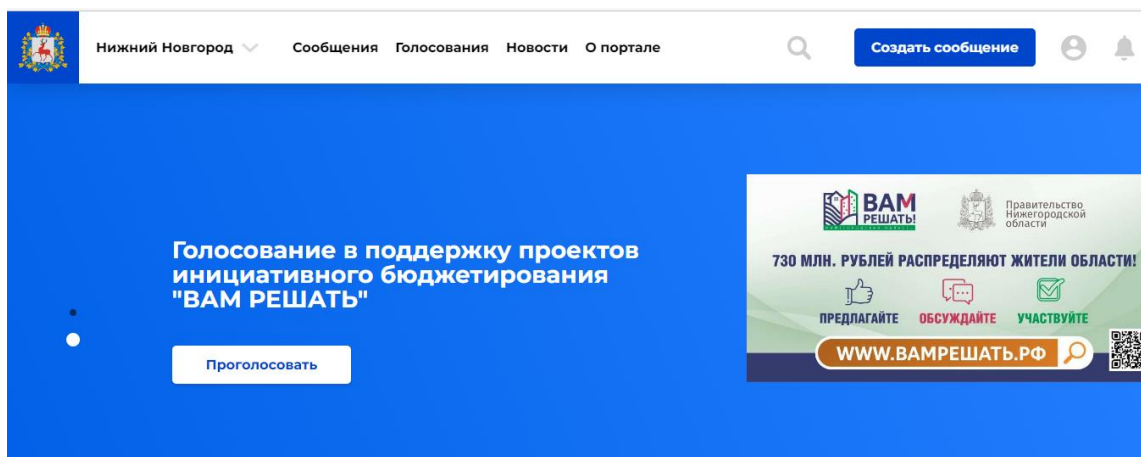 Нижний Новгород
Сообщения
Голосования
Новости
О портале
Создать сообщение
Голосование в поддержку проектов
инициативного бюджетирования
"ВАМ РЕШАТЬ"
Проголосовать
ВАМ
РЕШАТЬ!
Правительство
Нижегородской
области
730 МЛН. РУБЛЕЙ РАСПРЕДЕЛЯЮТ ЖИТЕЛИ ОБЛАСТИ!
ПРЕДЛАГАЙТЕ
ОБСУЖДАЙТЕ
УЧАСТВУЙТЕ
WWW.ВАМРЕШАТЬ.РФ